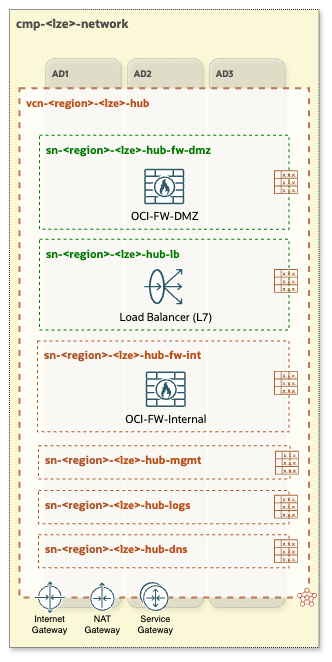 cmp-<lze>-network
AD1
AD2
AD3
vcn-<region>-<lze>-hub
sn-<region>-<lze>-hub-fw-dmz
OCI-FW-DMZ
sn-<region>-<lze>-hub-lb
Load Balancer (L7)
sn-<region>-<lze>-hub-fw-int
OCI-FW-Internal
sn-<region>-<lze>-hub-mgmt
sn-<region>-<lze>-hub-logs
sn-<region>-<lze>-hub-dns
Internet
Gateway
NAT
Gateway
Service
Gateway